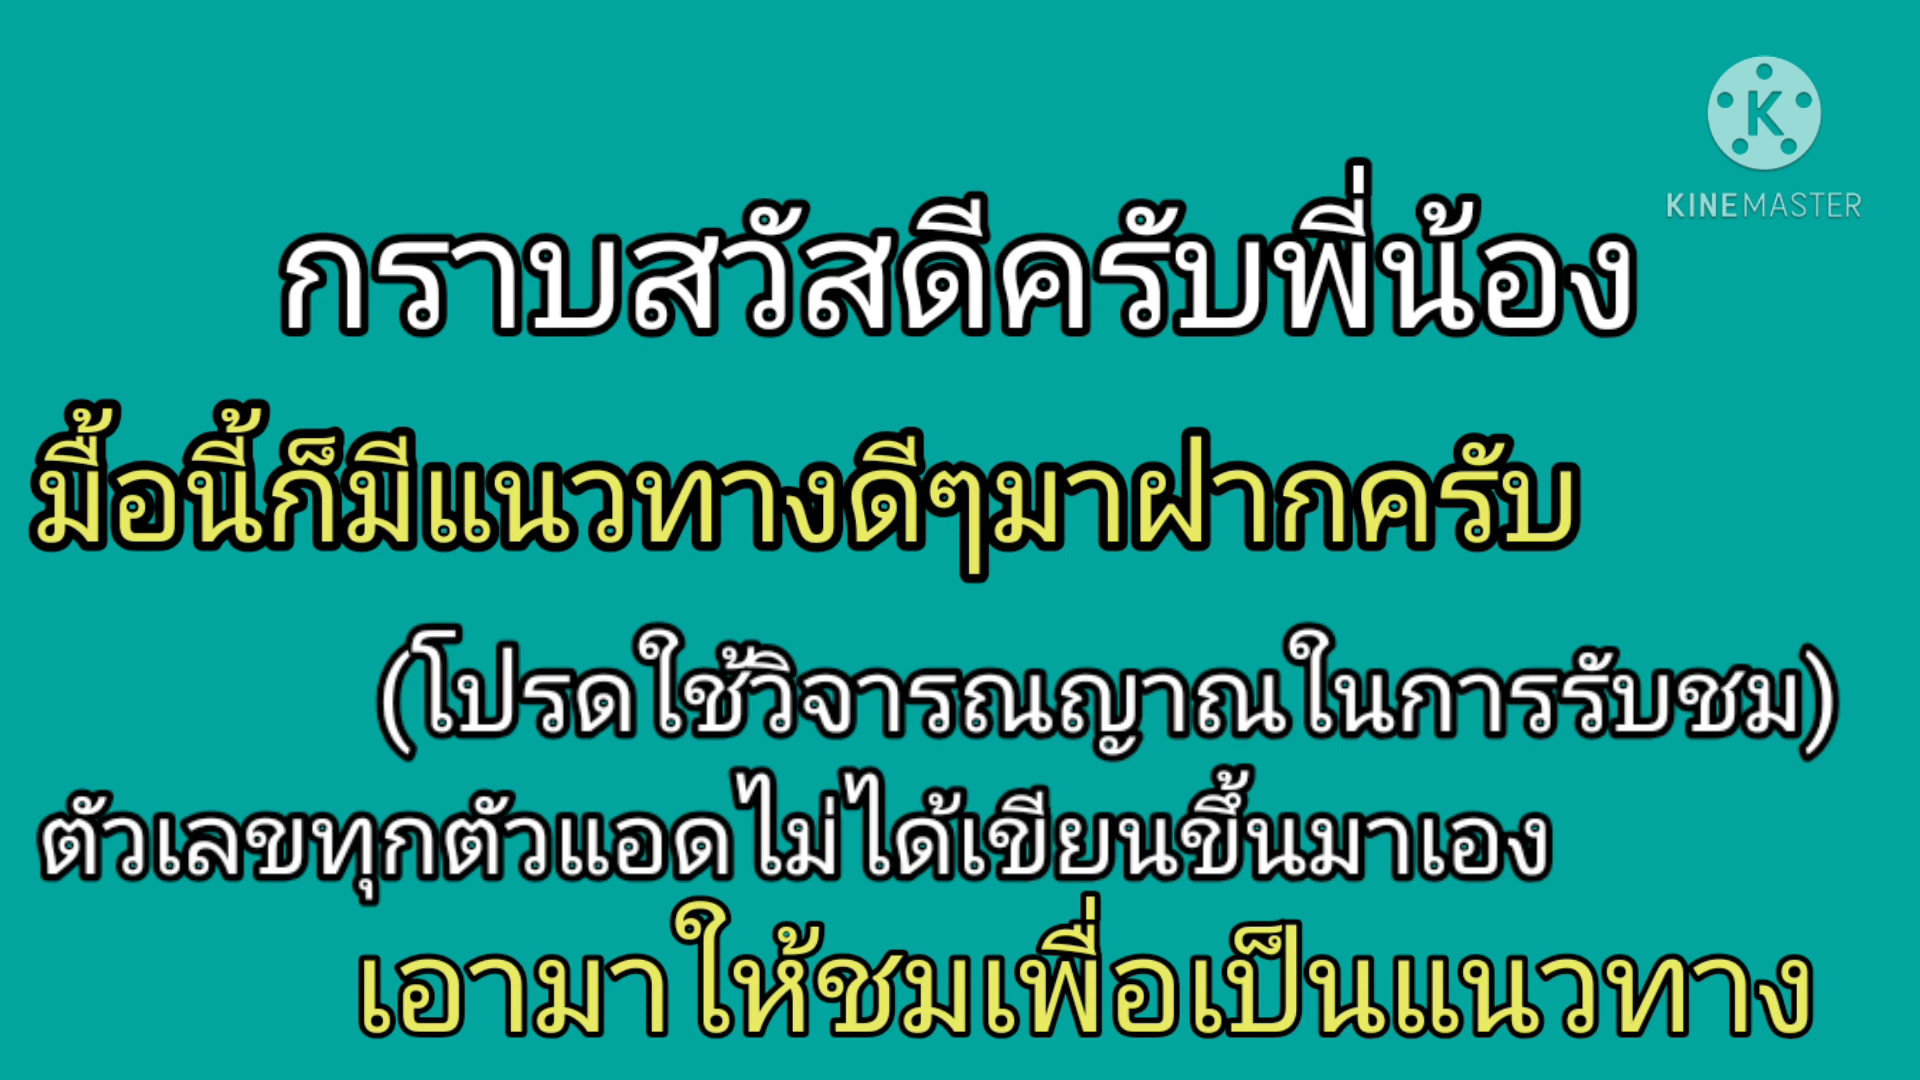 KINEMASTER
กราบสวัสดีครับพี่น้อง
มื้อนี้ก็มีแนวทางดีๆมาฝากครับ
(โปรดใช้วิจารณญาณในการรับชม)
ตัวเลขทุกตัวแอดไม่ได้เขียนขึ้นมาเอง
เอามาให้ชมเพื่อเป็นแนวทาง